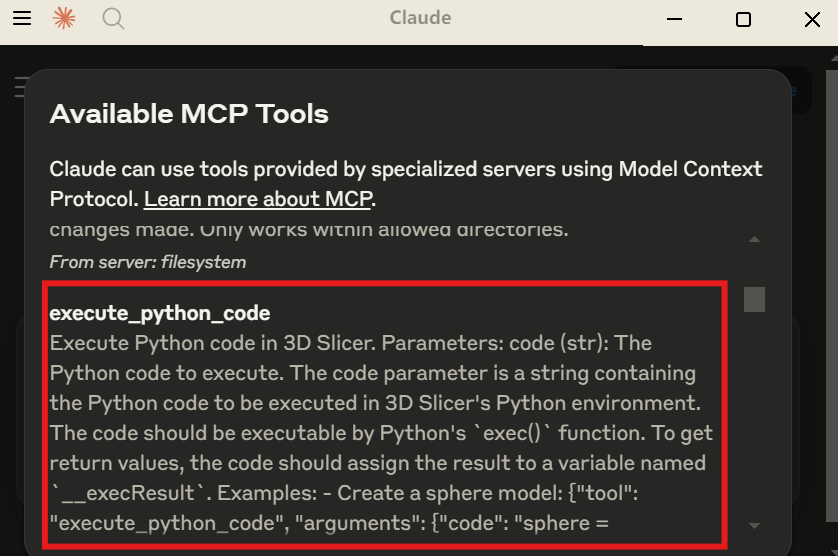 Claude
Available MCP Tools
Claude can use tools provided by specialized servers using Model Context
Protocol. Learn more about MCP.
changes made. Only works within allowed directories.
From server: filesystem
execute_python_code
Execute Python code in 3D Slicer. Parameters: code (str): The
Python code to execute. The code parameter is a string containing
the Python code to be executed in 3D Slicer's Python environment.
The code should be executable by Python's `exec()` function. To get
return values, the code should assign the result to a variable named
`__execResult`. Examples: - Create a sphere model: {"tool":
"execute_python_code", "arguments": {"code": "sphere =